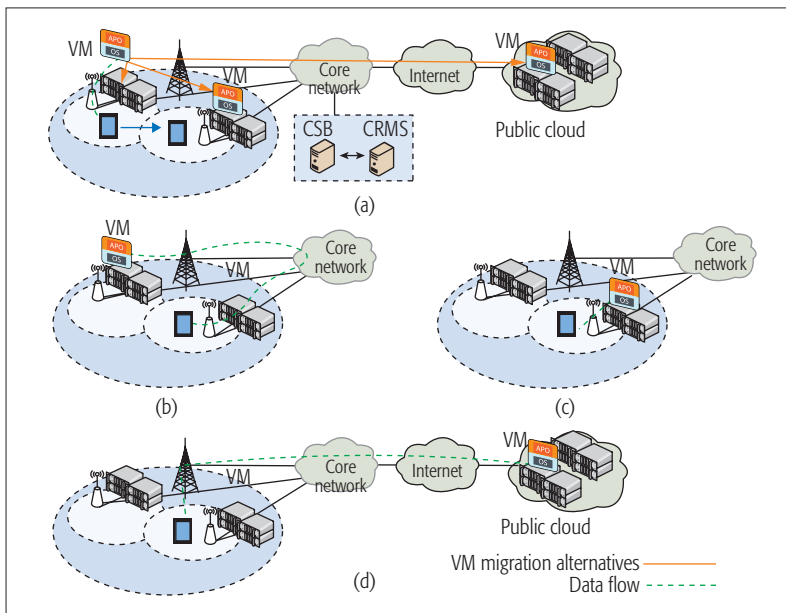 VM
APO
OS
VM
APO
OS
Core
network
Internet
VM
APO
OS
Public cloud
CSB
CRMS
(a)
VM
APO
OS
VM
Core
network
(b)
VM
APO
OS
Core
network
(c)
VM
Core
network
Internet
VM
APO
OS
Public cloud
(d)
VM migration alternatives
Data flow